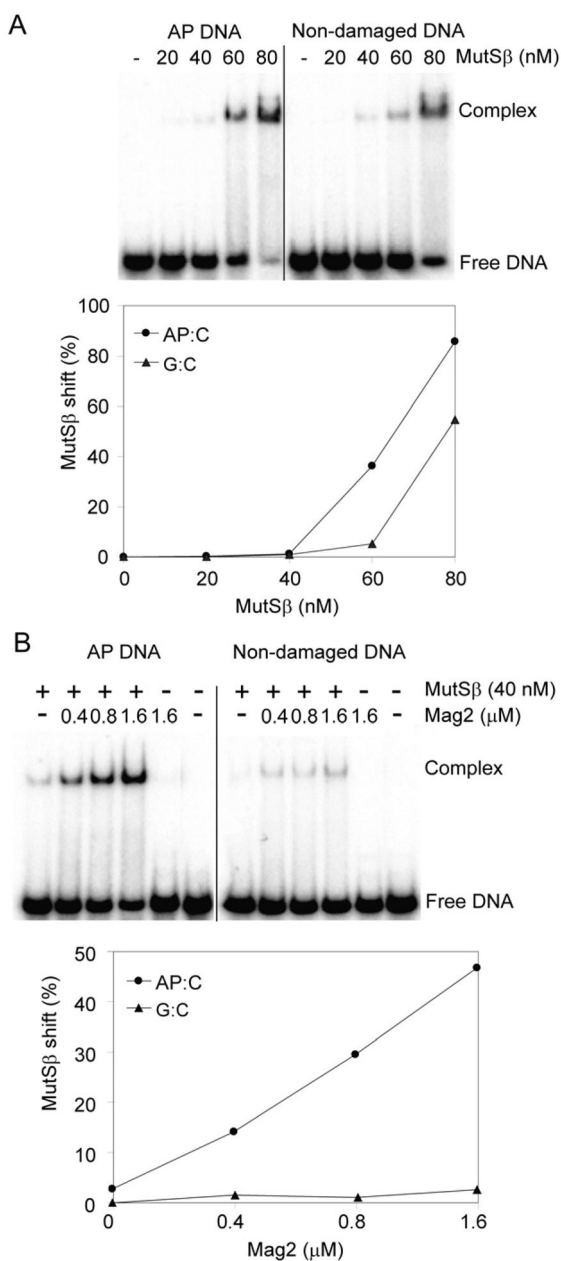 A
AP DNA Non-damaged DNA
- 20 40 60 80 - 20 40 60 80 MutSβ (nM)
Complex
Free DNA
100
80
60
40
20
0
MutSβ shift (%)
AP:C
G:C
0 20 40 60 80
MutSβ (nM)
B
AP DNA Non-damaged DNA
+ + + + - - + + + + - - MutSβ (40 nM)
- 0.4 0.8 1.6 1.6 - - 0.4 0.8 1.6 1.6 - Mag2 (μM)
Complex
Free DNA
50
40
30
20
10
0
MutSβ shift (%)
AP:C
G:C
0 0.4 0.8 1.6
Mag2 (μM)